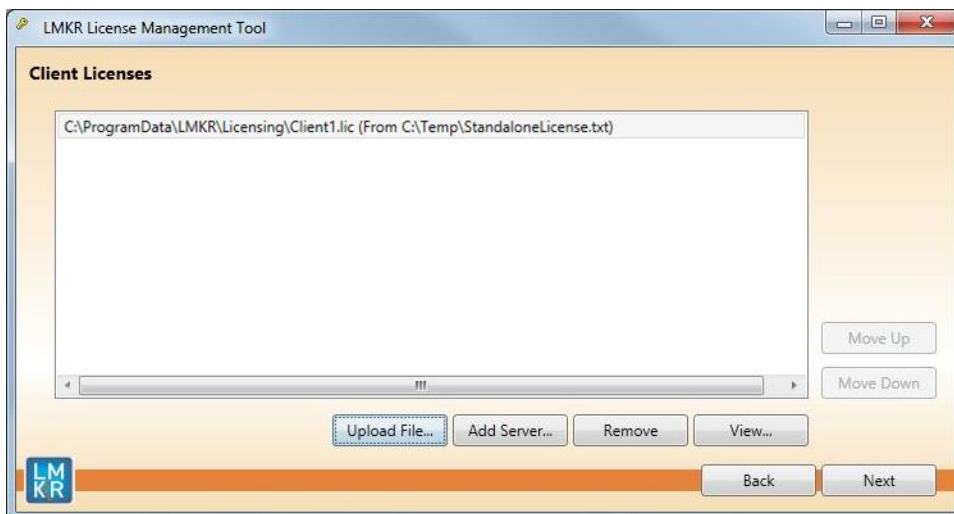 LMKR License Management Tool
Client Licenses
C:\ProgramData\LMKR\Licensing\Client1.lic (From C:\Temp\StandaloneLicense.txt)
Move Up
Move Down
Upload File...
Add Server...
Remove
View...
LM
KR
Back
Next